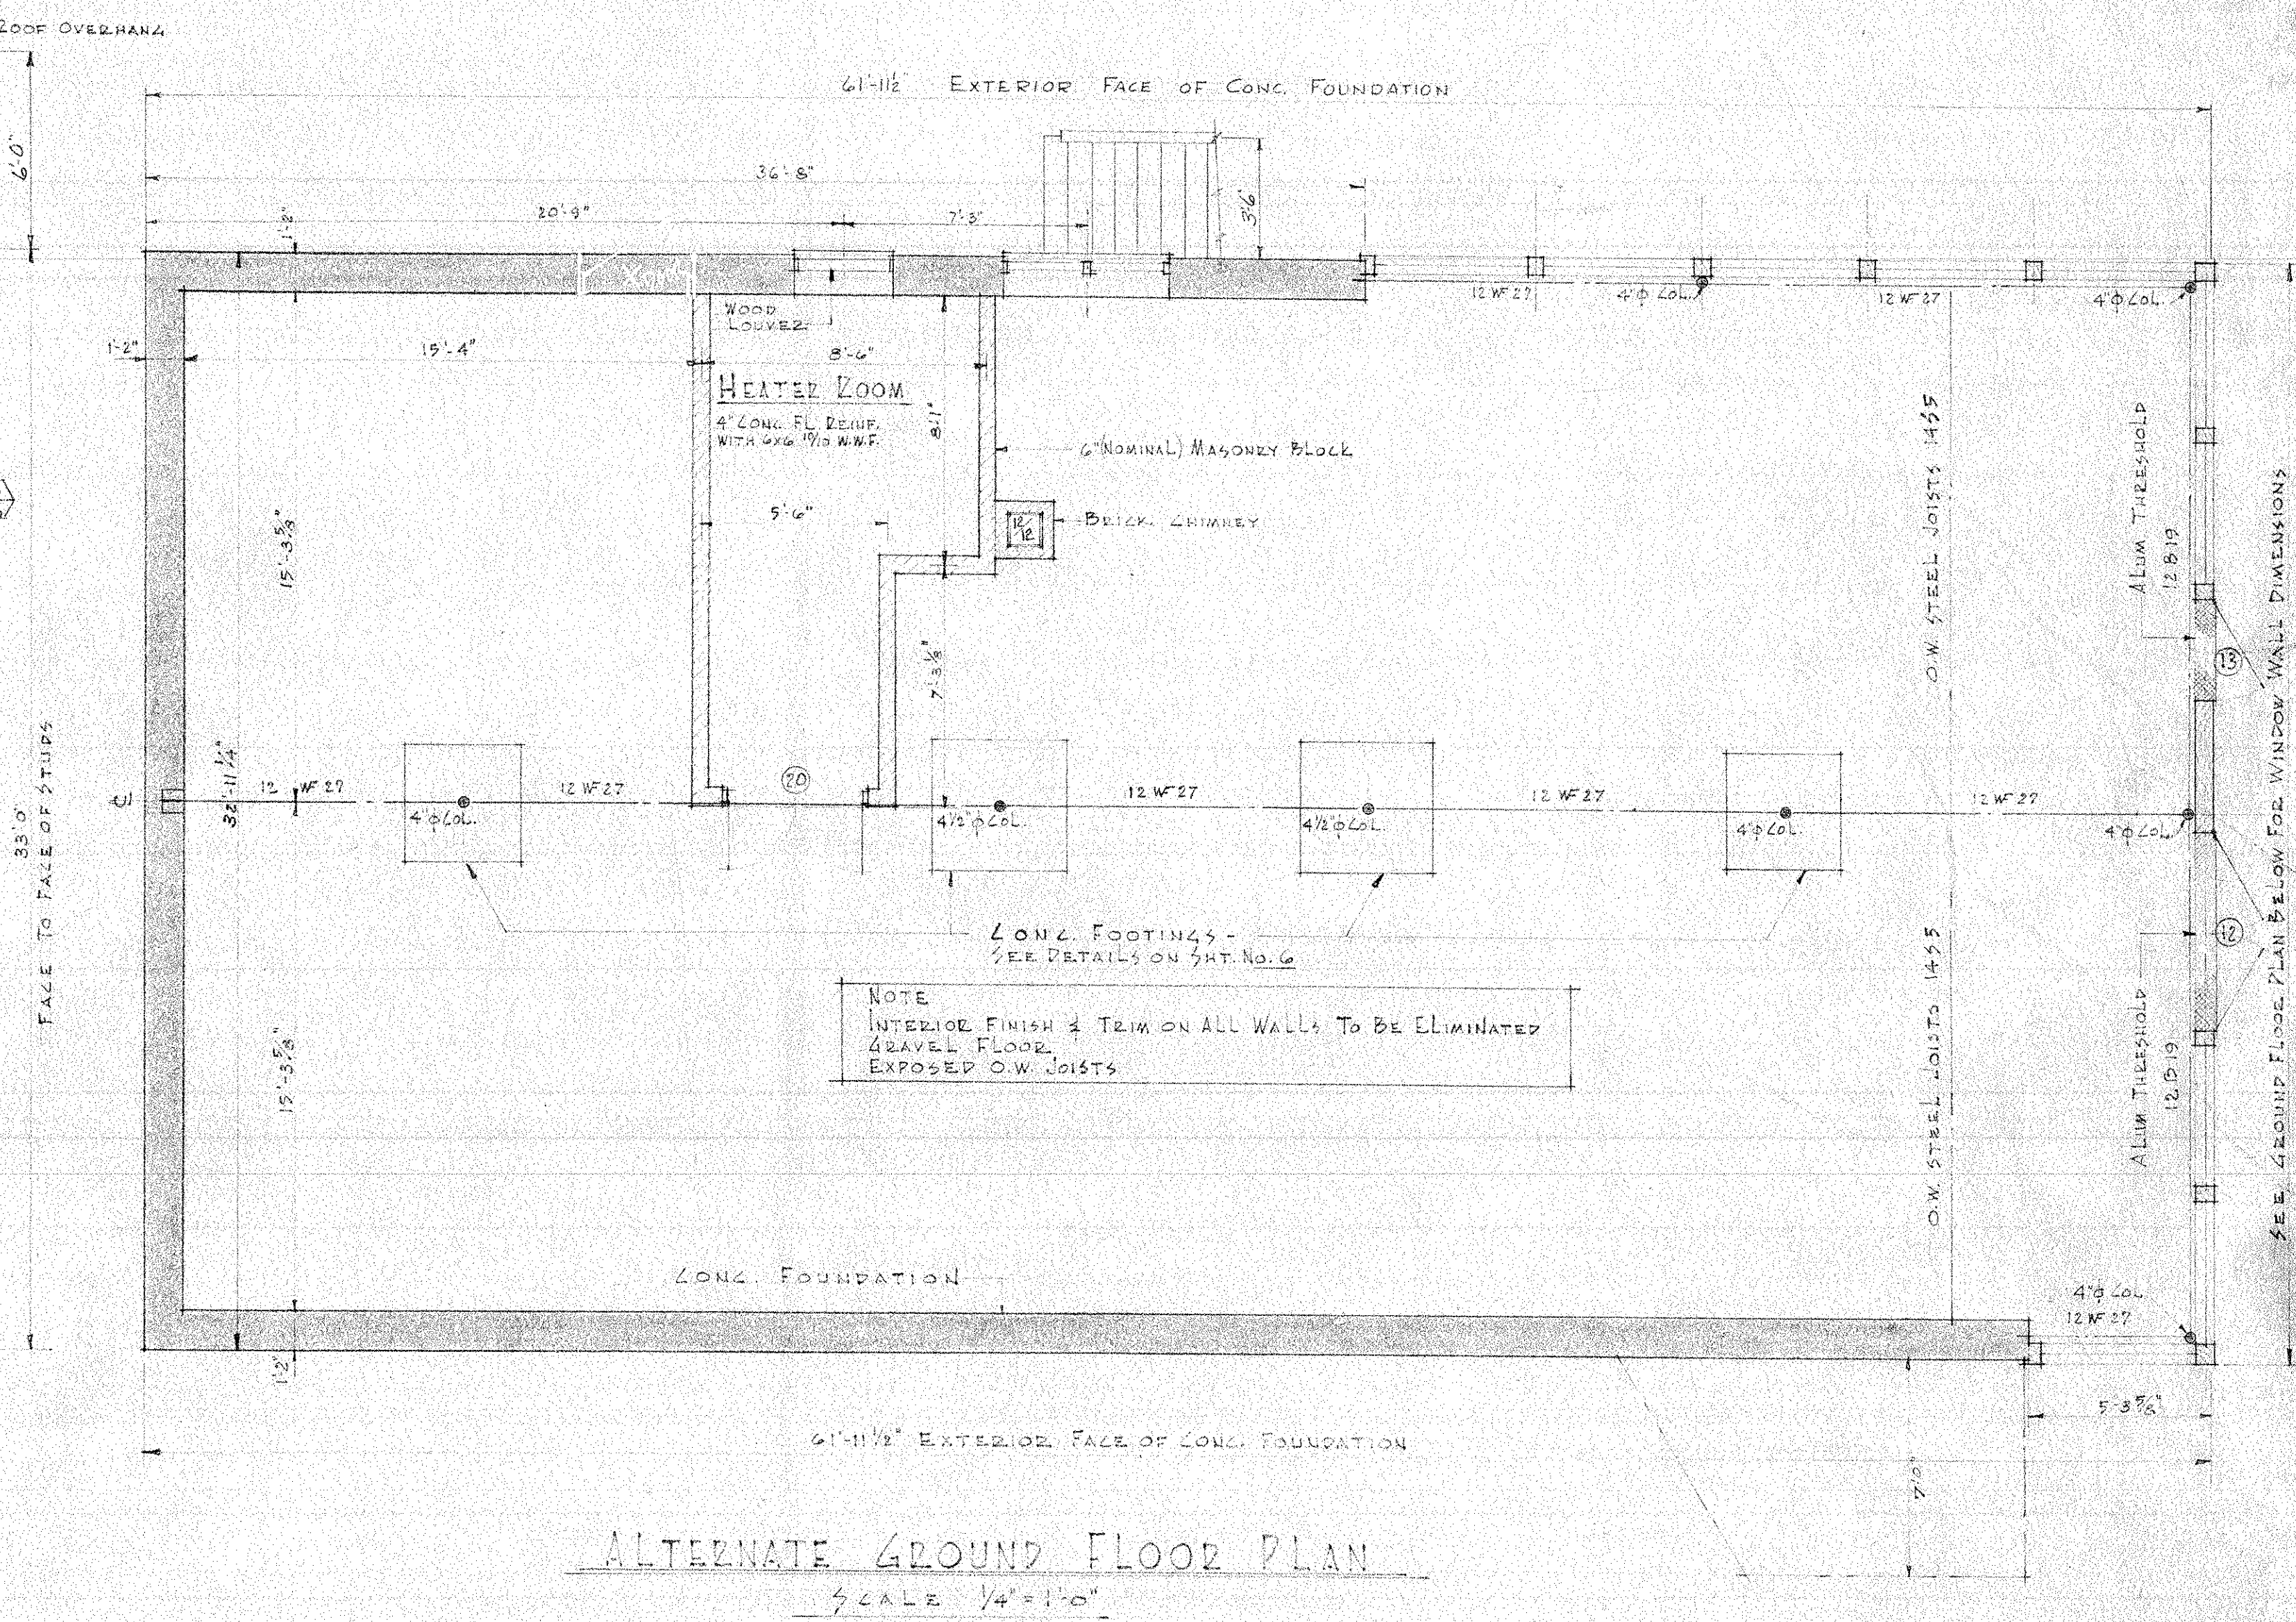 ROOF OVERHANG
61'-11½" EXTERIOR FACE OF CONC. FOUNDATION
6'-0"
36'-8"
20'-9"
7'-3"
3'-6"
1'-2"
12 WF 27
4"Φ COL.
12 WF 27
4"Φ COL.
WOOD
LOUVER
1'-2"
15'-4"
8'-6"
HEATER ROOM
4" CONC. FL. REINF.
WITH 6x6 10/10 W.W.F.
8'-1"
6"(NOMINAL) MASONRY BLOCK
5'-6"
12/12
BRICK CHIMNEY
15'-3⅝"
O.W. STEEL JOISTS 14S5
ALUM THRESHOLD
12 B 19
13
7'-3⅛"
32'-11¼"
33'-0"
FACE TO FACE OF STUDS
12 WF 27
12 WF 27
20
12 WF 27
12 WF 27
12 WF 27
4"Φ COL.
4½"Φ COL.
4½"Φ COL.
4"Φ COL.
4"Φ COL.
12
CONC. FOOTINGS -
SEE DETAILS ON SHT. NO. 6
NOTE
INTERIOR FINISH & TRIM ON ALL WALLS TO BE ELIMINATED
GRAVEL FLOOR
EXPOSED O.W. JOISTS
15'-3⅝"
O.W. STEEL JOISTS 14S5
ALUM THRESHOLD
12 B 19
SEE GROUND FLOOR PLAN BELOW FOR WINDOW WALL DIMENSIONS
CONC. FOUNDATION
4"Φ COL
12 WF 27
1'-2"
5'-3⅝"
61'-11½" EXTERIOR FACE OF CONC. FOUNDATION
7'-0"
ALTERNATE GROUND FLOOR PLAN
SCALE ¼"=1'-0"